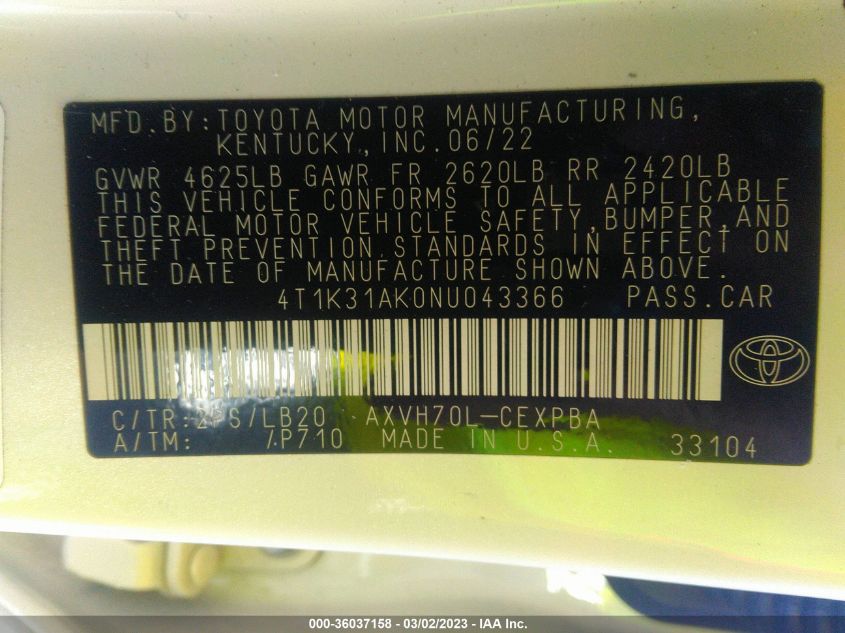 MFD.BY:TOYOTA MOTOR MANUFACTURING,
KENTUCKY,INC.06/22
GVWR 4625LB GAWR FR 2620LB RR 2420LB
THIS VEHICLE CONFORMS TO ALL APPLICABLE
FEDERAL MOTOR VEHICLE SAFETY,BUMPER,AND
THEFT PREVENTION STANDARDS IN EFFECT ON
THE DATE OF MANUFACTURE SHOWN ABOVE.
4T1K31AK0NU043366 PASS.CAR
C/TR: AXVH70L-CEXPBA
A/TM: MADE IN U.S.A. 33104
000-36037158 - 03/02/2023 - IAA Inc.